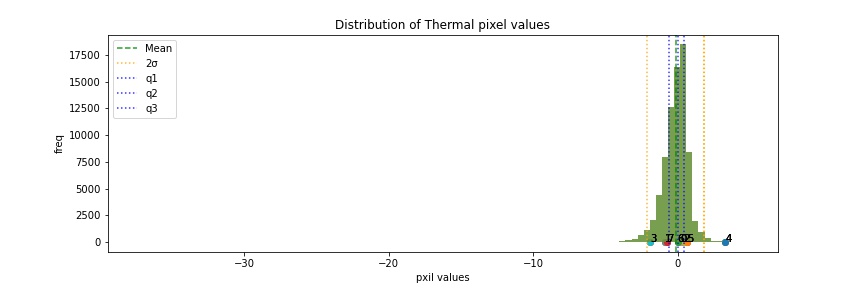 Distribution of Thermal pixel values
Mean
2σ
q1
q2
q3
freq
17500
15000
12500
10000
7500
5000
2500
0
3
4
−30
−20
−10
0
pxil values